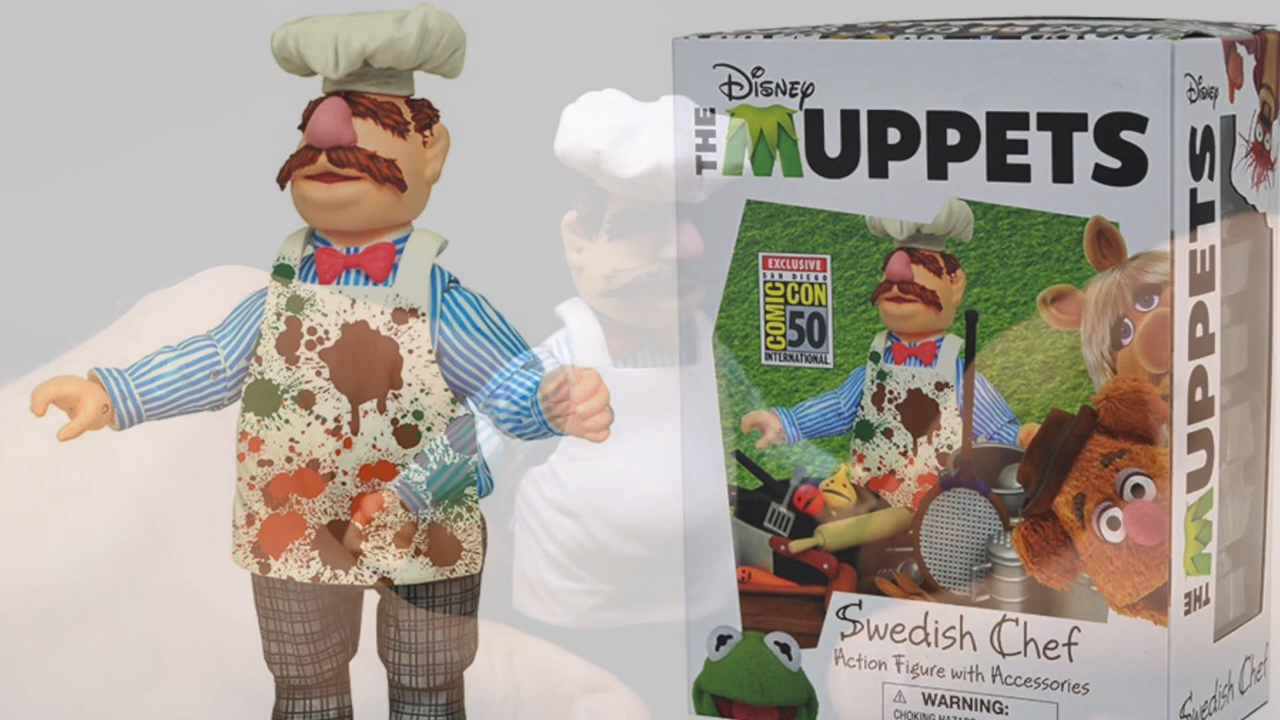 Disney
THE MUPPETS
EXCLUSIVE
SAN DIEGO
COMIC CON
50
INTERNATIONAL
Swedish Chef
Action Figure with Accessories
⚠ WARNING:
Disney
THE MUPPETS
Swedish Chef